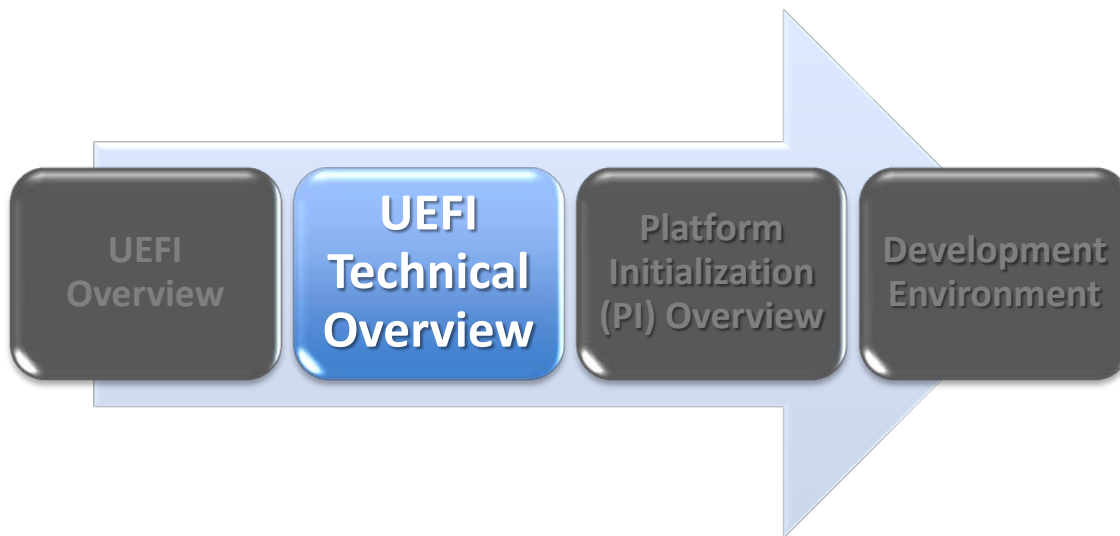 UEFI
Overview
UEFI
Technical
Overview
Platform
Initialization
(PI) Overview
Development
Environment